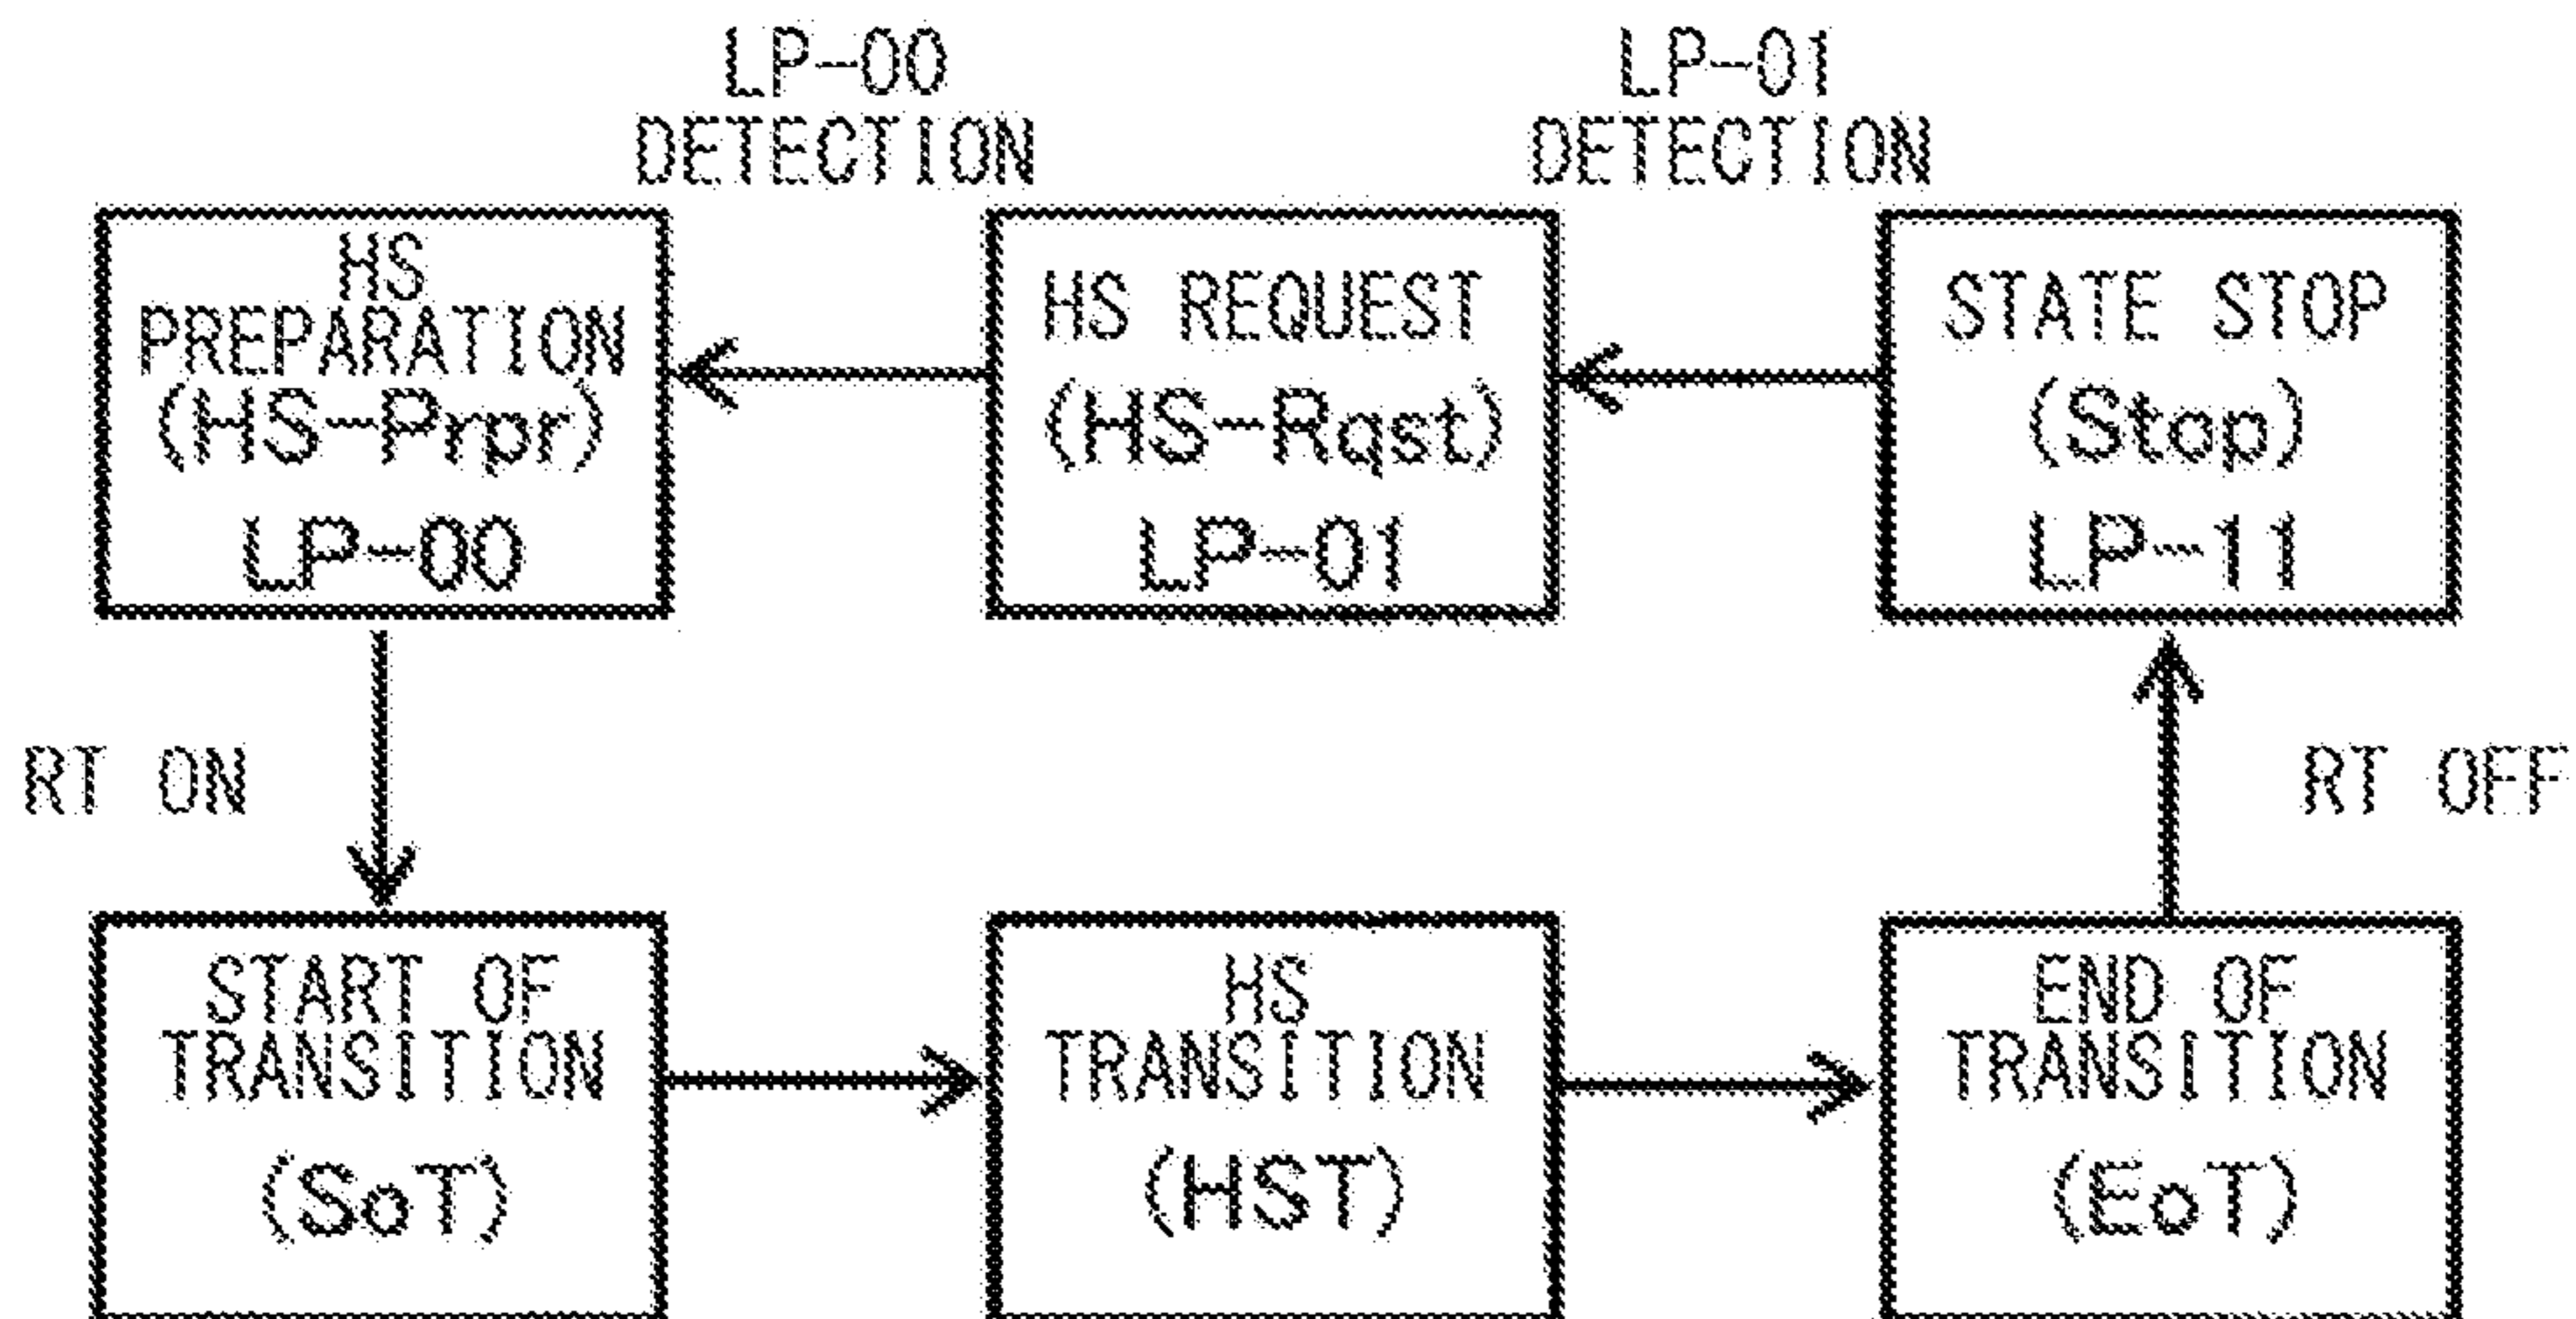 LP-00
DETECTION
LP-01
DETECTION
HS
PREPARATION
(HS-Prpr)
LP-00
HS REQUEST
(HS-Rqst)
LP-01
STATE STOP
(Stop)
LP-11
RT ON
RT OFF
START OF
TRANSITION
(SoT)
HS
TRANSITION
(HST)
END OF
TRANSITION
(EoT)